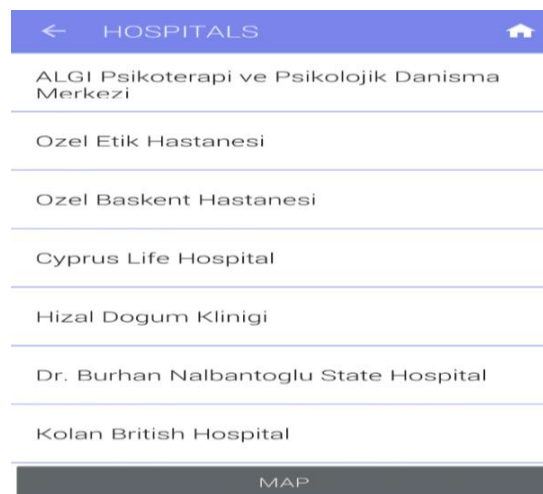 HOSPITALS
ALGI Psikoterapi ve Psikolojik Danisma
Merkezi
Ozel Etik Hastanesi
Ozel Baskent Hastanesi
Cyprus Life Hospital
Hizal Dogum Klinigi
Dr. Burhan Nalbantoglu State Hospital
Kolan British Hospital
MAP